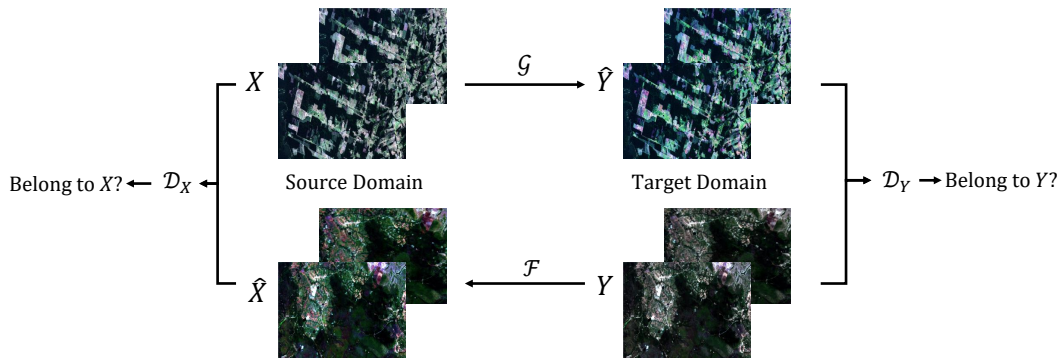 X
𝒢
Ŷ
Belong to X?
𝒟_X
Source Domain
Target Domain
𝒟_Y
Belong to Y?
X̂
ℱ
Y